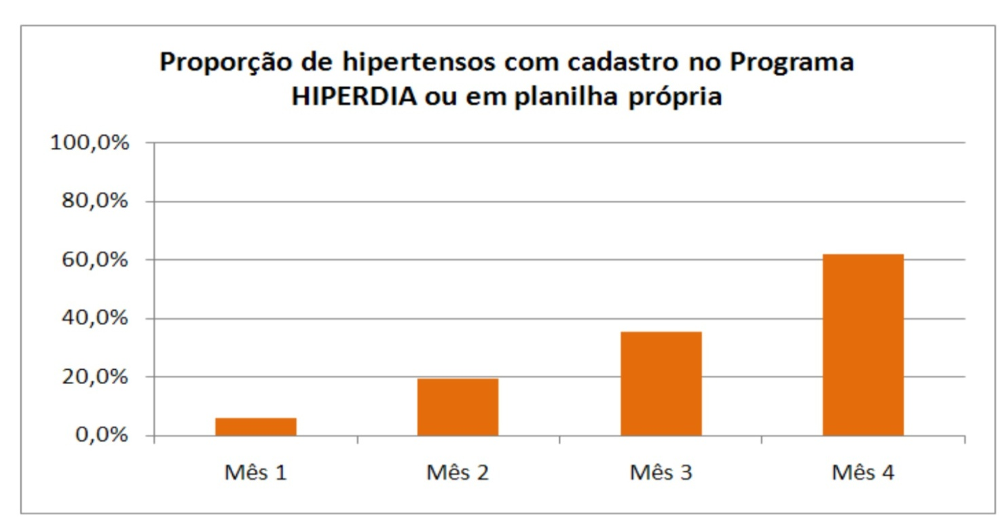 Proporção de hipertensos com cadastro no Programa
HIPERDIA ou em planilha própria
100,0%
80,0%
60,0%
40,0%
20,0%
0,0%
Mês 1 Mês 2 Mês 3 Mês 4